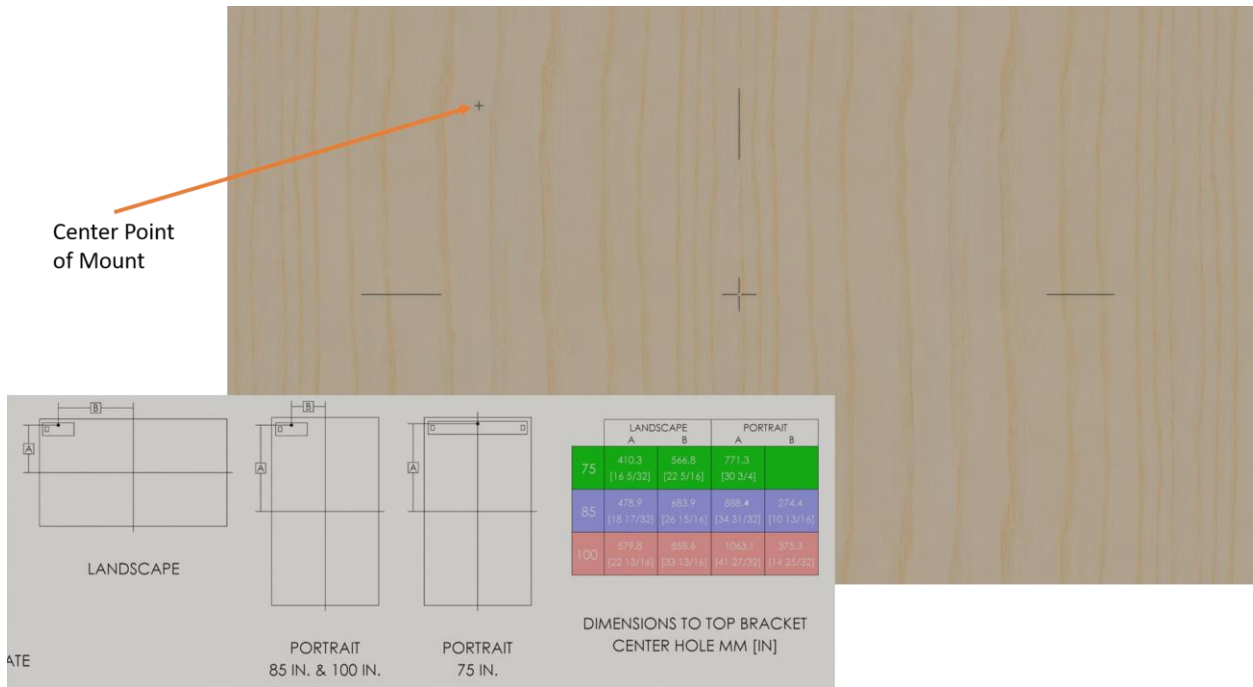 Center Point
of Mount
B
A
LANDSCAPE
B
A
PORTRAIT
85 IN. & 100 IN.
A
PORTRAIT
75 IN.
LANDSCAPE PORTRAIT
A B A B
75 410.3 566.8 771.3
[16 5/32] [22 5/16] [30 3/4]
85 478.9 683.9 888.4 274.4
[18 17/32] [26 15/16] [34 31/32] [10 13/16]
100 579.8 858.6 1063.1 375.3
[22 13/16] [33 13/16] [41 27/32] [14 25/32]
DIMENSIONS TO TOP BRACKET
CENTER HOLE MM [IN]
ATE